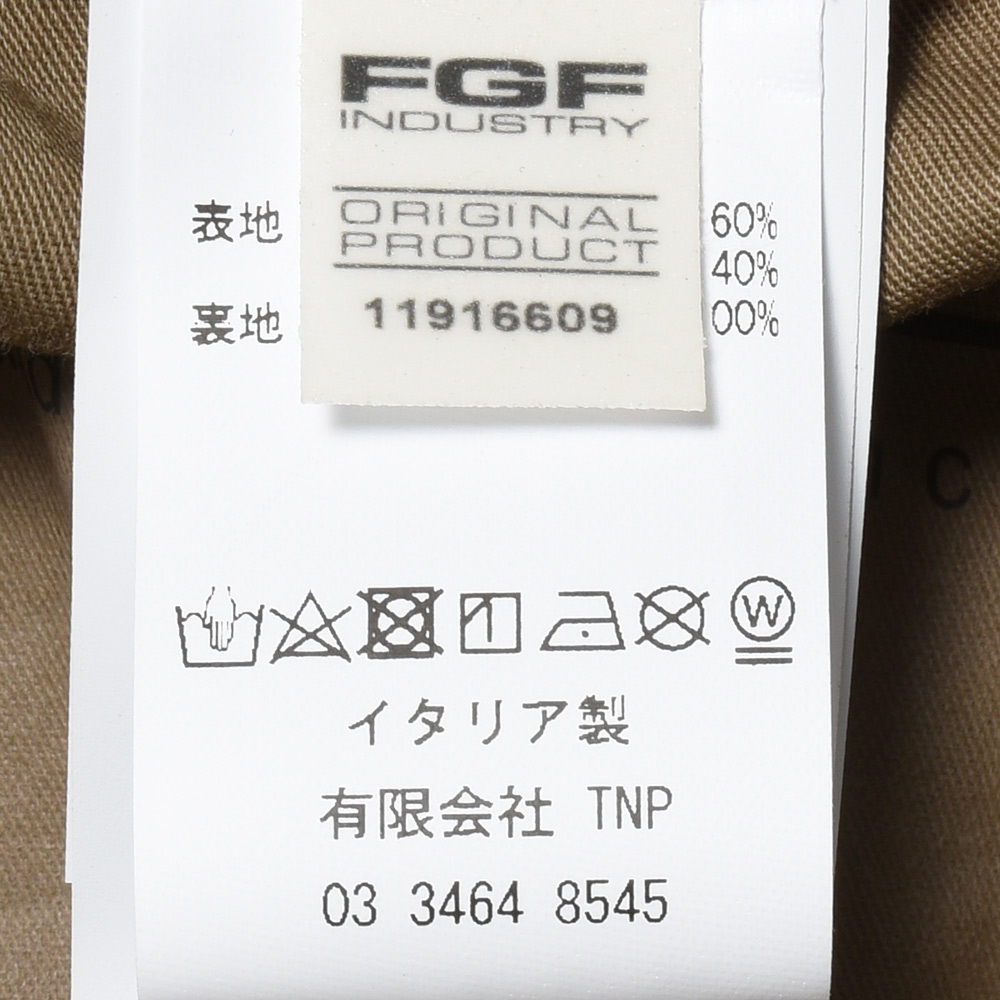 FGF
INDUSTRY
ORIGINAL
PRODUCT
11916609
表地 60%
40%
裏地 00%
W
イタリア製
有限会社 TNP
03 3464 8545
C